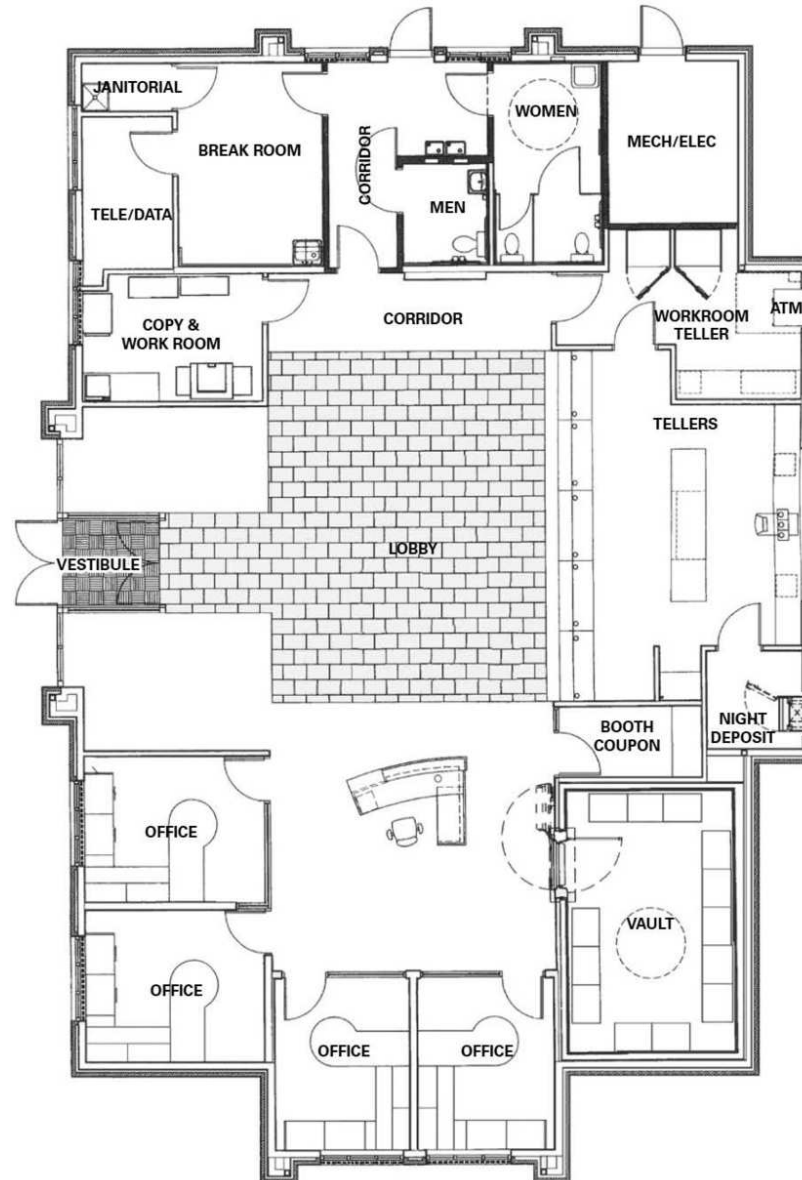 JANITORIAL
BREAK ROOM
TELE/DATA
CORRIDOR
MEN
WOMEN
MECH/ELEC
COPY &
WORK ROOM
CORRIDOR
WORKROOM
TELLER
ATM
TELLERS
LOBBY
VESTIBULE
BOOTH
COUPON
NIGHT
DEPOSIT
OFFICE
OFFICE
OFFICE
OFFICE
VAULT